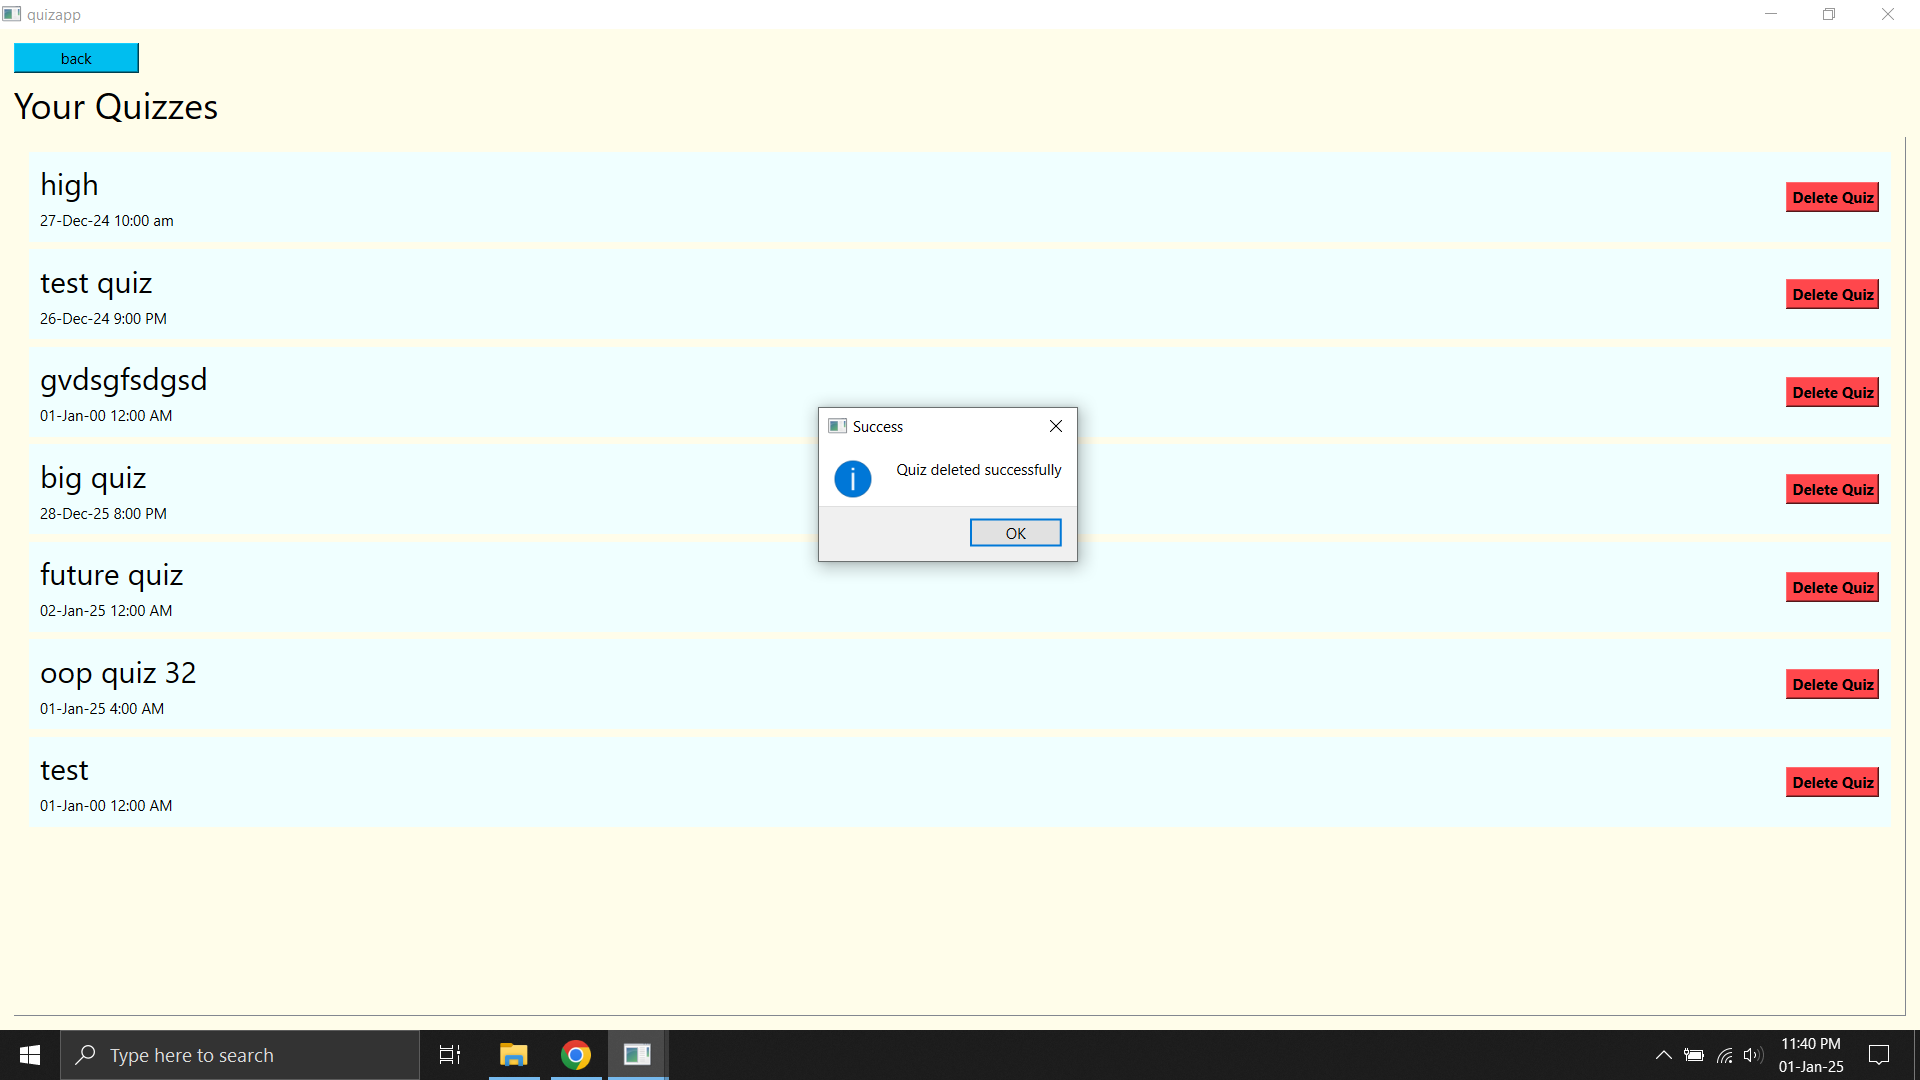 quizapp
back
Your Quizzes
high
27-Dec-24 10:00 am
Delete Quiz
test quiz
26-Dec-24 9:00 PM
Delete Quiz
gvdsgfsdgsd
01-Jan-00 12:00 AM
Delete Quiz
Success
Quiz deleted successfully
OK
big quiz
28-Dec-25 8:00 PM
Delete Quiz
future quiz
02-Jan-25 12:00 AM
Delete Quiz
oop quiz 32
01-Jan-25 4:00 AM
Delete Quiz
test
01-Jan-00 12:00 AM
Delete Quiz
Type here to search
11:40 PM
01-Jan-25